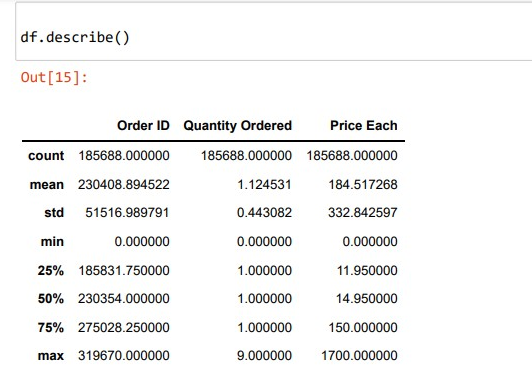 df.describe()
Out[15]:
Order ID Quantity Ordered Price Each
count 185688.000000 185688.000000 185688.000000
mean 230408.894522 1.124531 184.517268
std 51516.989791 0.443082 332.842597
min 0.000000 0.000000 0.000000
25% 185831.750000 1.000000 11.950000
50% 230354.000000 1.000000 14.950000
75% 275028.250000 1.000000 150.000000
max 319670.000000 9.000000 1700.000000